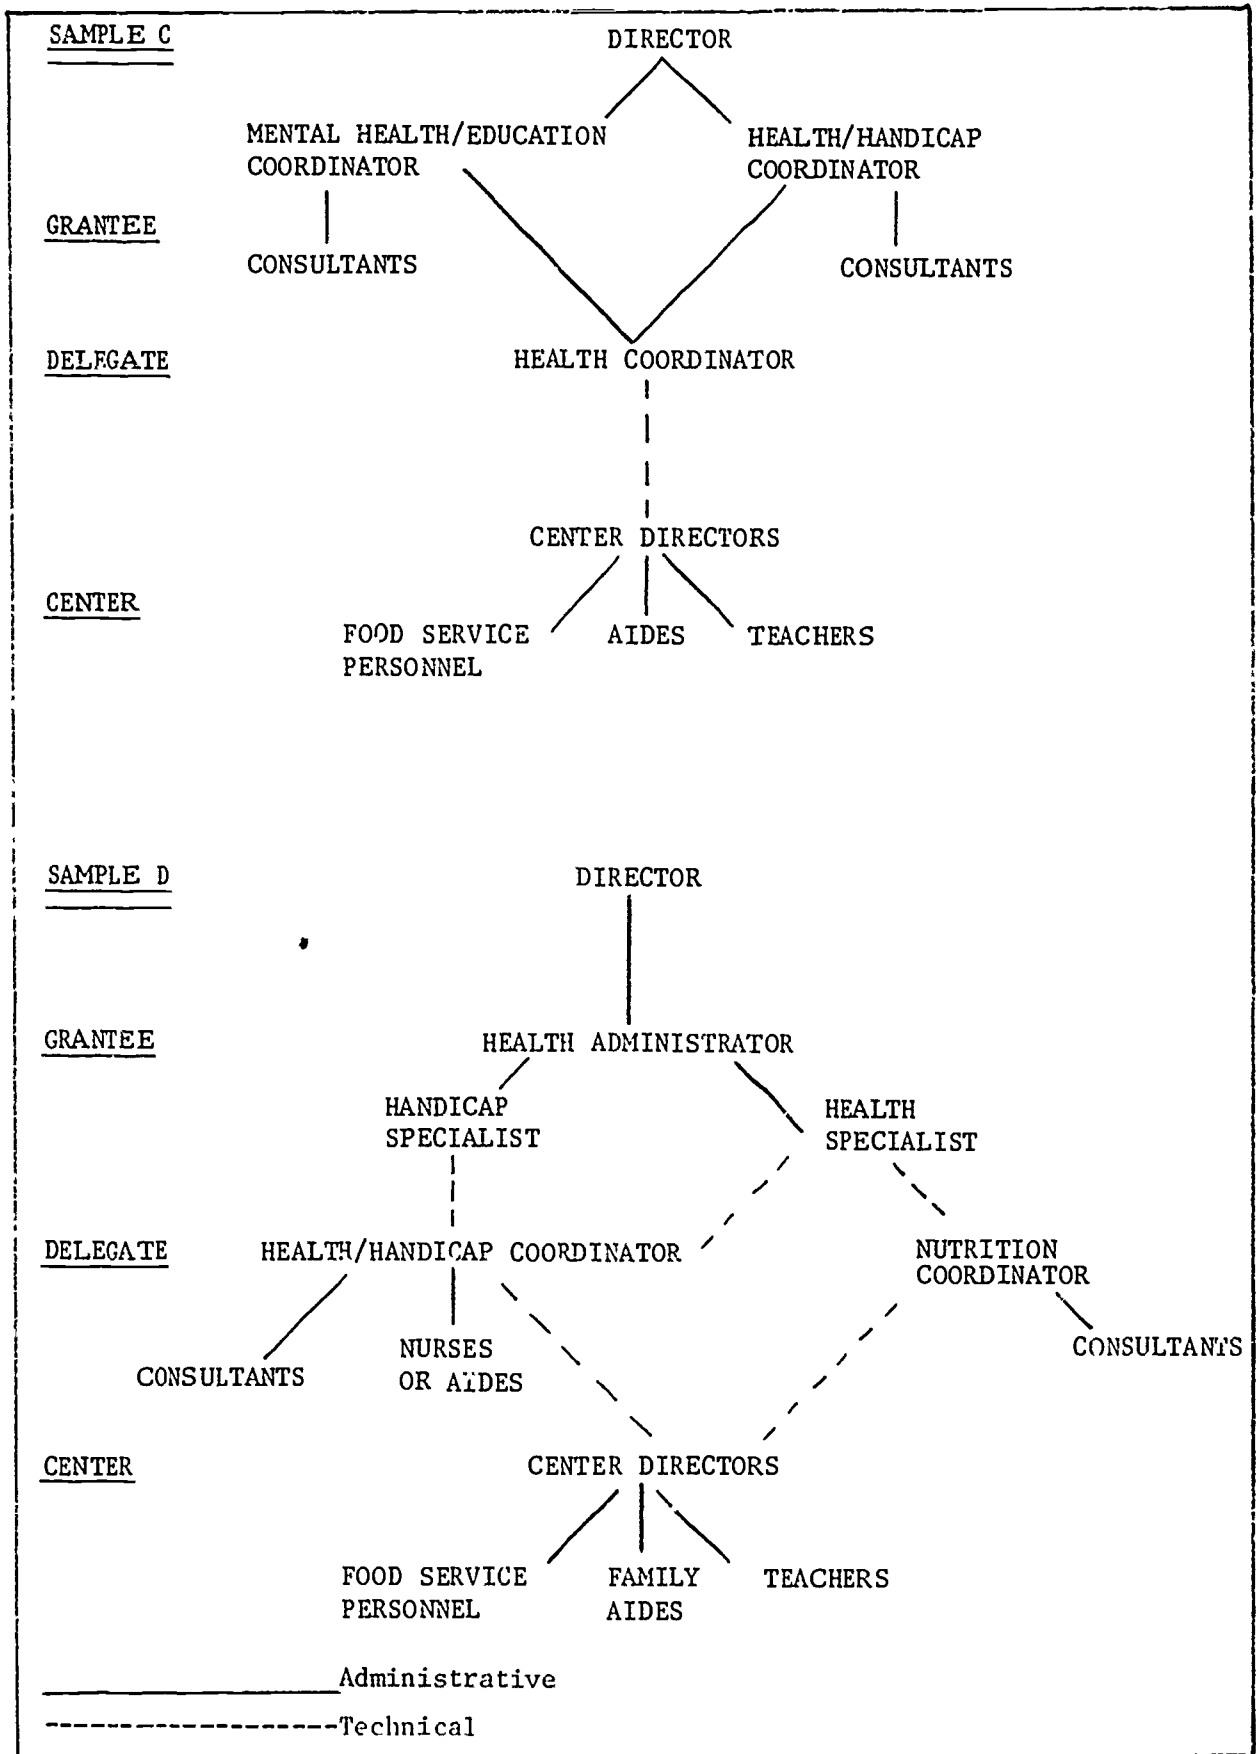 SAMPLE C
DIRECTOR
MENTAL HEALTH/EDUCATION
COORDINATOR
HEALTH/HANDICAP
COORDINATOR
GRANTEE
CONSULTANTS
CONSULTANTS
DELEGATE
HEALTH COORDINATOR
CENTER DIRECTORS
CENTER
FOOD SERVICE
PERSONNEL
AIDES
TEACHERS
SAMPLE D
DIRECTOR
GRANTEE
HEALTH ADMINISTRATOR
HANDICAP
SPECIALIST
HEALTH
SPECIALIST
DELEGATE
HEALTH/HANDICAP COORDINATOR
NUTRITION
COORDINATOR
CONSULTANTS
NURSES
OR AIDES
CONSULTANTS
CENTER
CENTER DIRECTORS
FOOD SERVICE
PERSONNEL
FAMILY
AIDES
TEACHERS
Administrative
Technical